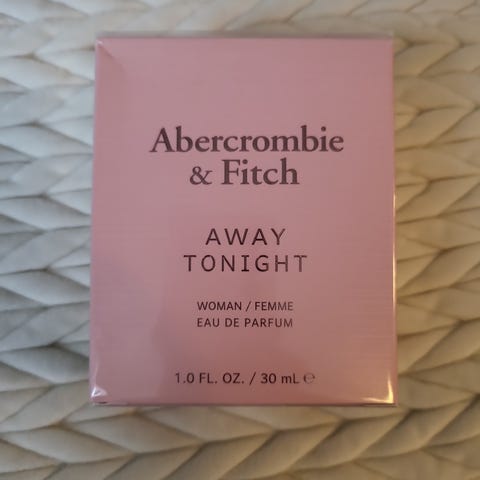 Abercrombie
& Fitch
AWAY
TONIGHT
WOMAN / FEMME
EAU DE PARFUM
1.0 FL. OZ. / 30 mL ℮